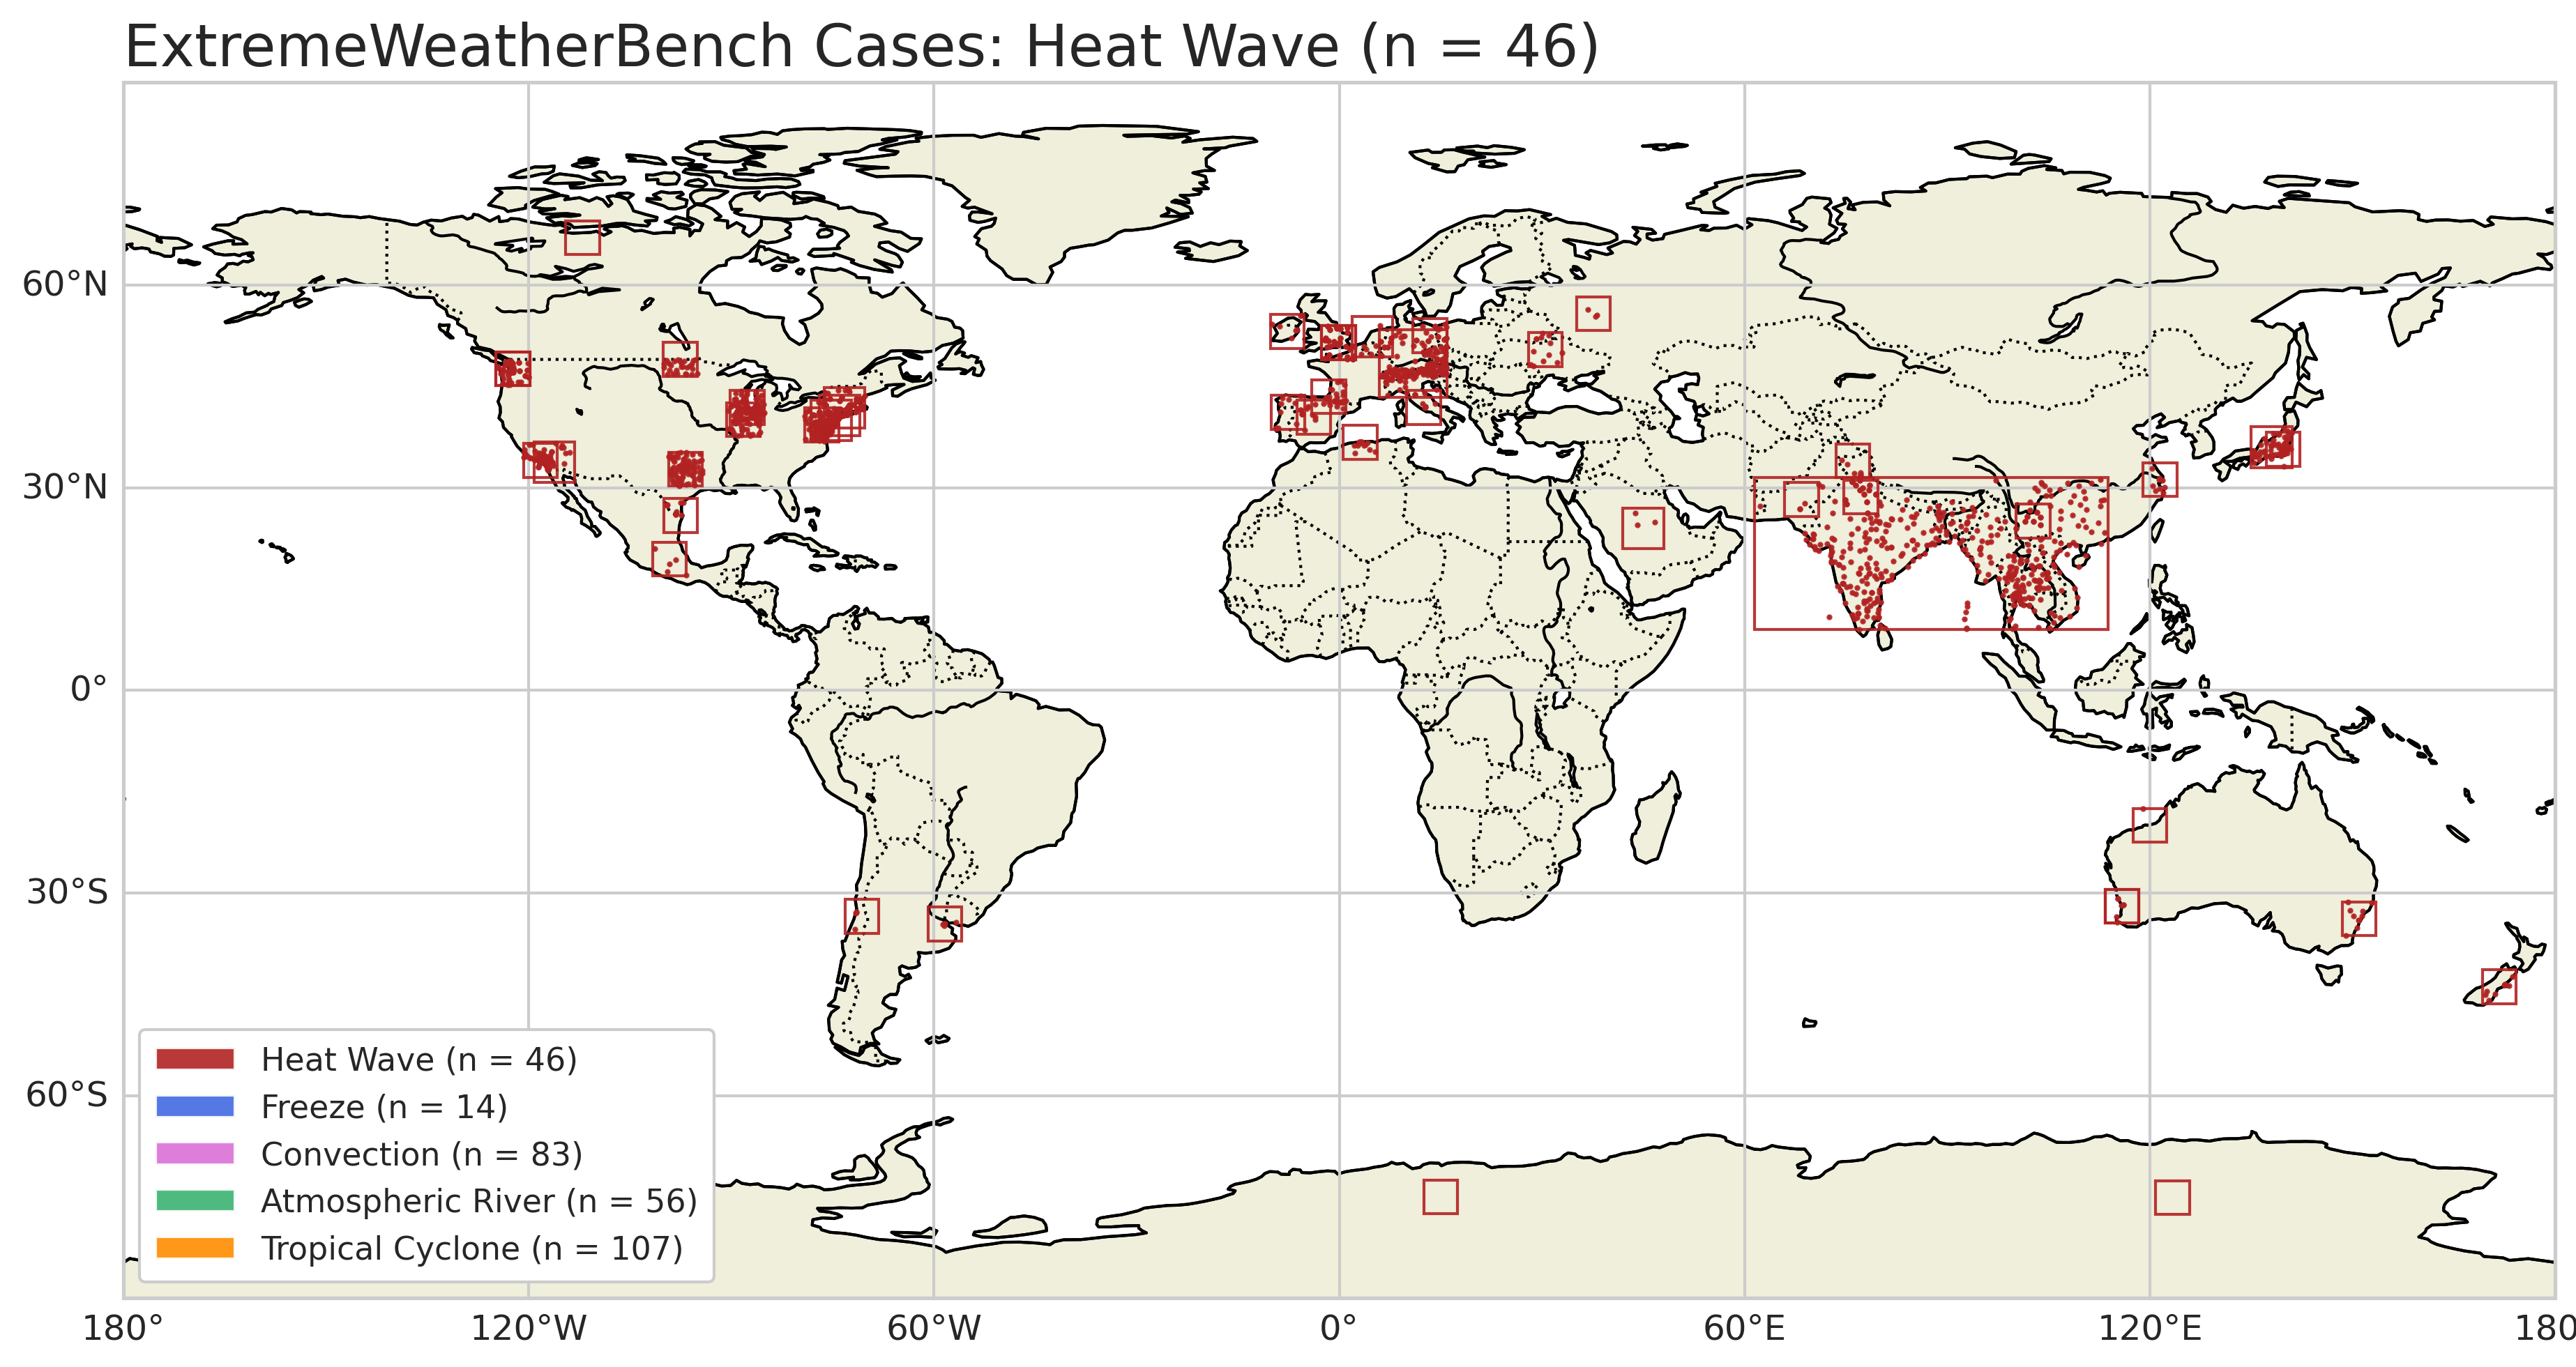 ExtremeWeatherBench Cases: Heat Wave (n = 46)
60°N
30°N
0°
30°S
60°S
Heat Wave (n = 46)
Freeze (n = 14)
Convection (n = 83)
Atmospheric River (n = 56)
Tropical Cyclone (n = 107)
180°
120°W
60°W
0°
60°E
120°E
180